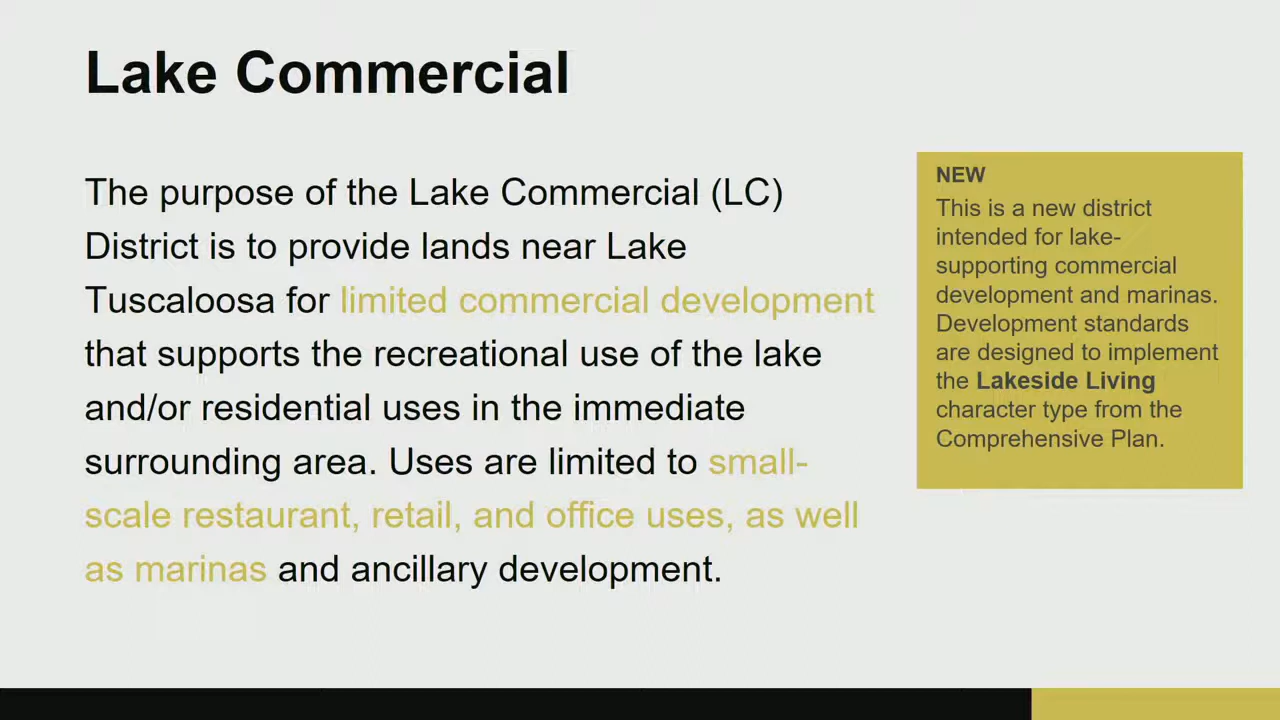 Lake Commercial
The purpose of the Lake Commercial (LC)
District is to provide lands near Lake
Tuscaloosa for limited commercial development
that supports the recreational use of the lake
and/or residential uses in the immediate
surrounding area. Uses are limited to small-
scale restaurant, retail, and office uses, as well
as marinas and ancillary development.
NEW
This is a new district
intended for lake-
supporting commercial
development and marinas.
Development standards
are designed to implement
the Lakeside Living
character type from the
Comprehensive Plan.